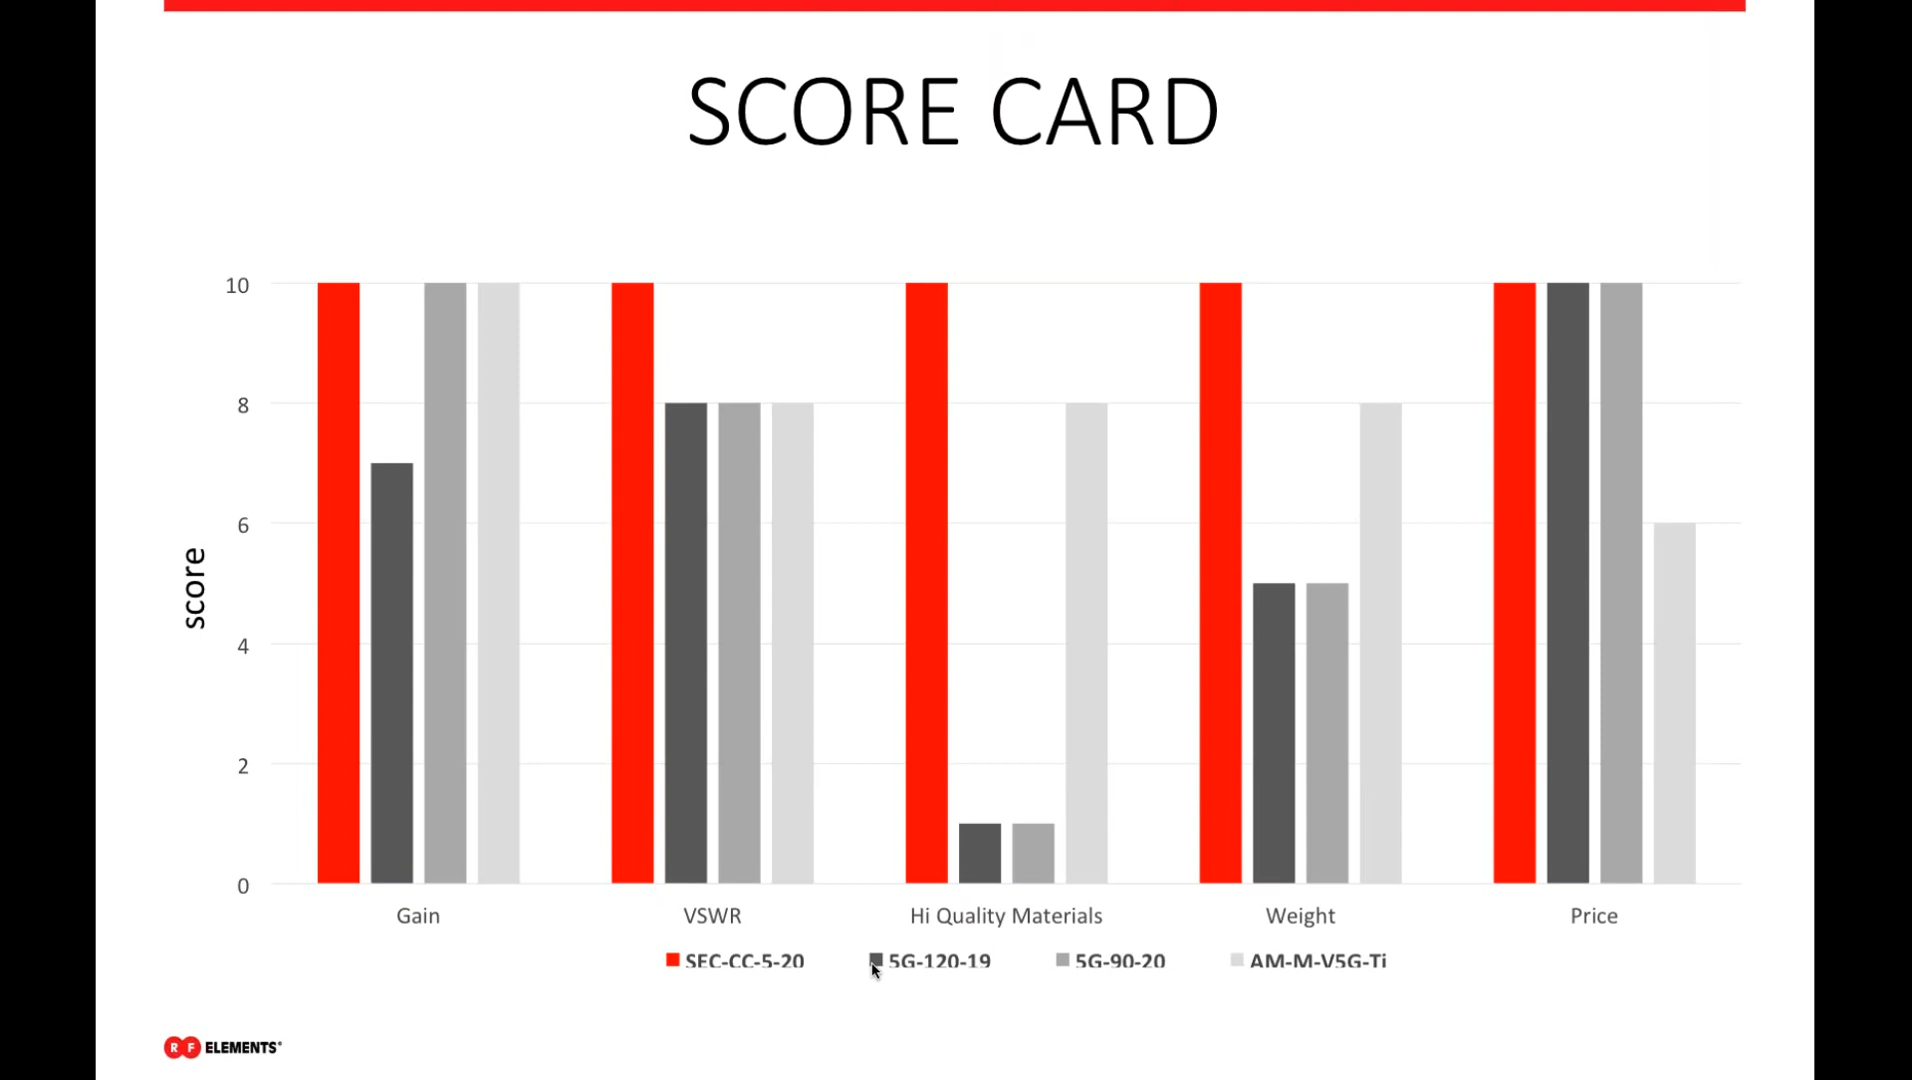 SCORE CARD
10
8
6
4
2
0
score
Gain VSWR Hi Quality Materials Weight Price
SEC-CC-5-20 5G-120-19 5G-90-20 AM-M-V5G-Ti
RF ELEMENTS®